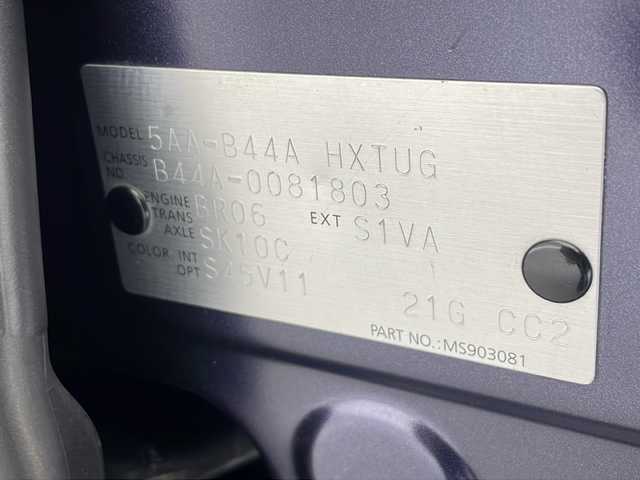 MODEL 5AA-B44A HXTUG
CHASSIS NO. B44A-0081803
ENGINE BR06 EXT S1VA
TRANS AXLE SK10C
COLOR, INT OPT S45V11
21G CC2
PART NO.:MS903081